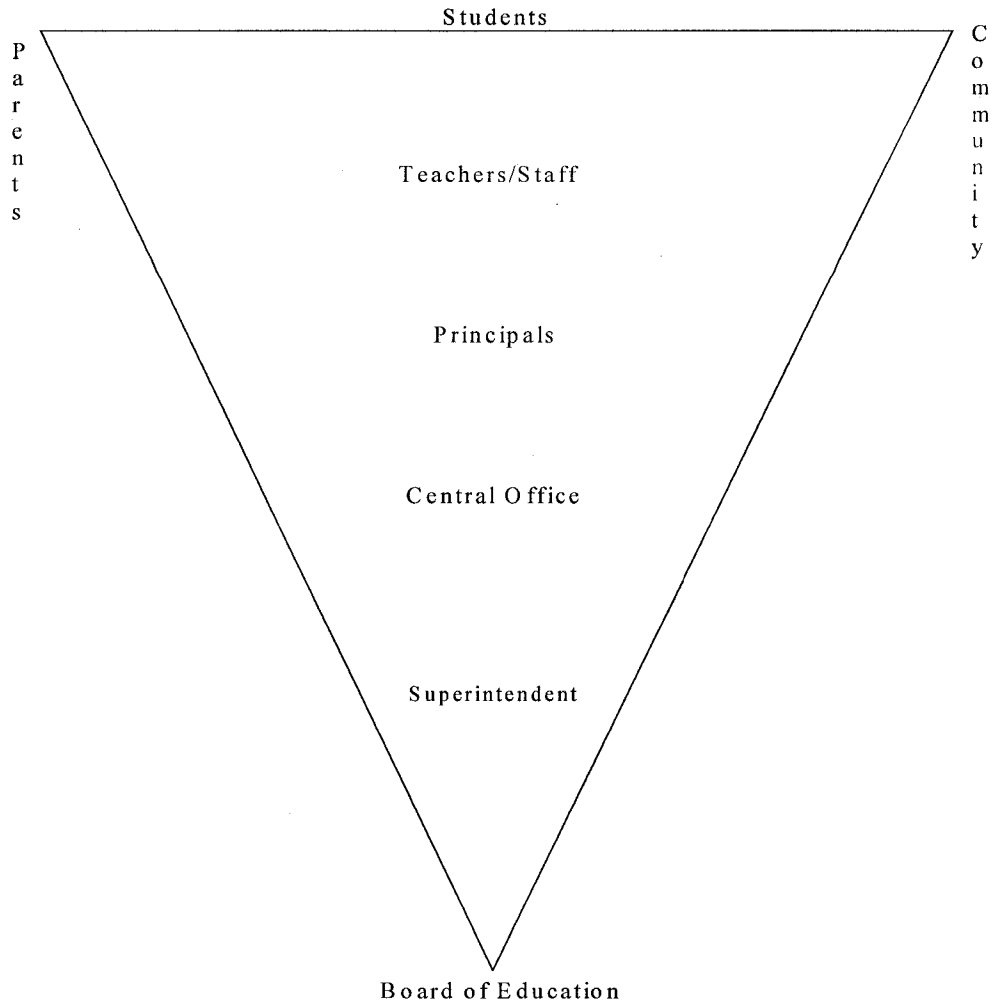 Students
Parents
Community
Teachers/Staff
Principals
Central Office
Superintendent
Board of Education